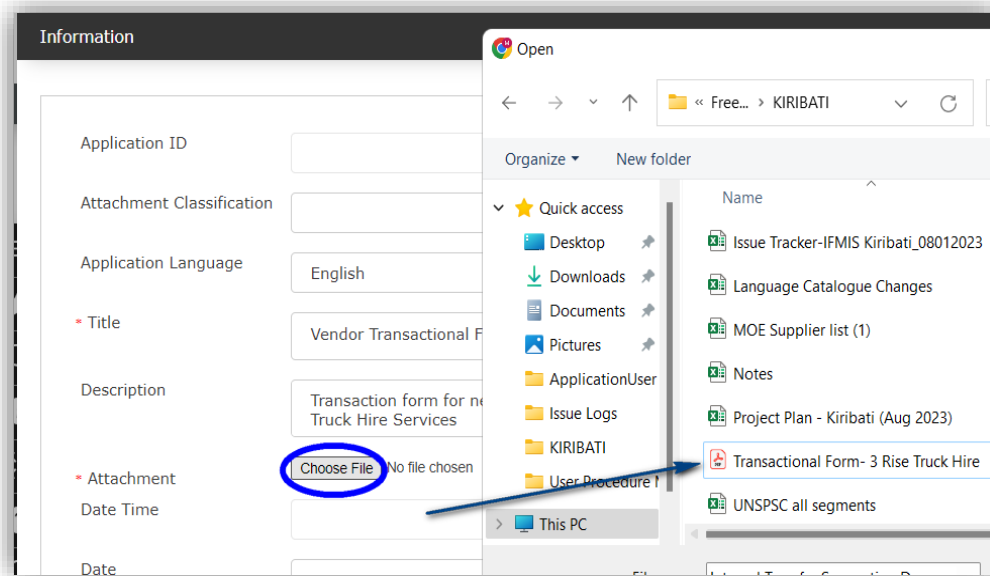 Information
Application ID
Attachment Classification
Application Language
English
* Title
Vendor Transactional F
Description
Transaction form for ne
Truck Hire Services
* Attachment
Choose File No file chosen
Date Time
Date
Open
« Free... > KIRIBATI
Organize
New folder
Quick access
Desktop
Downloads
Documents
Pictures
ApplicationUser
Issue Logs
KIRIBATI
User Procedure
This PC
Name
Issue Tracker-IFMIS Kiribati_08012023
Language Catalogue Changes
MOE Supplier list (1)
Notes
Project Plan - Kiribati (Aug 2023)
Transactional Form- 3 Rise Truck Hire
UNSPSC all segments